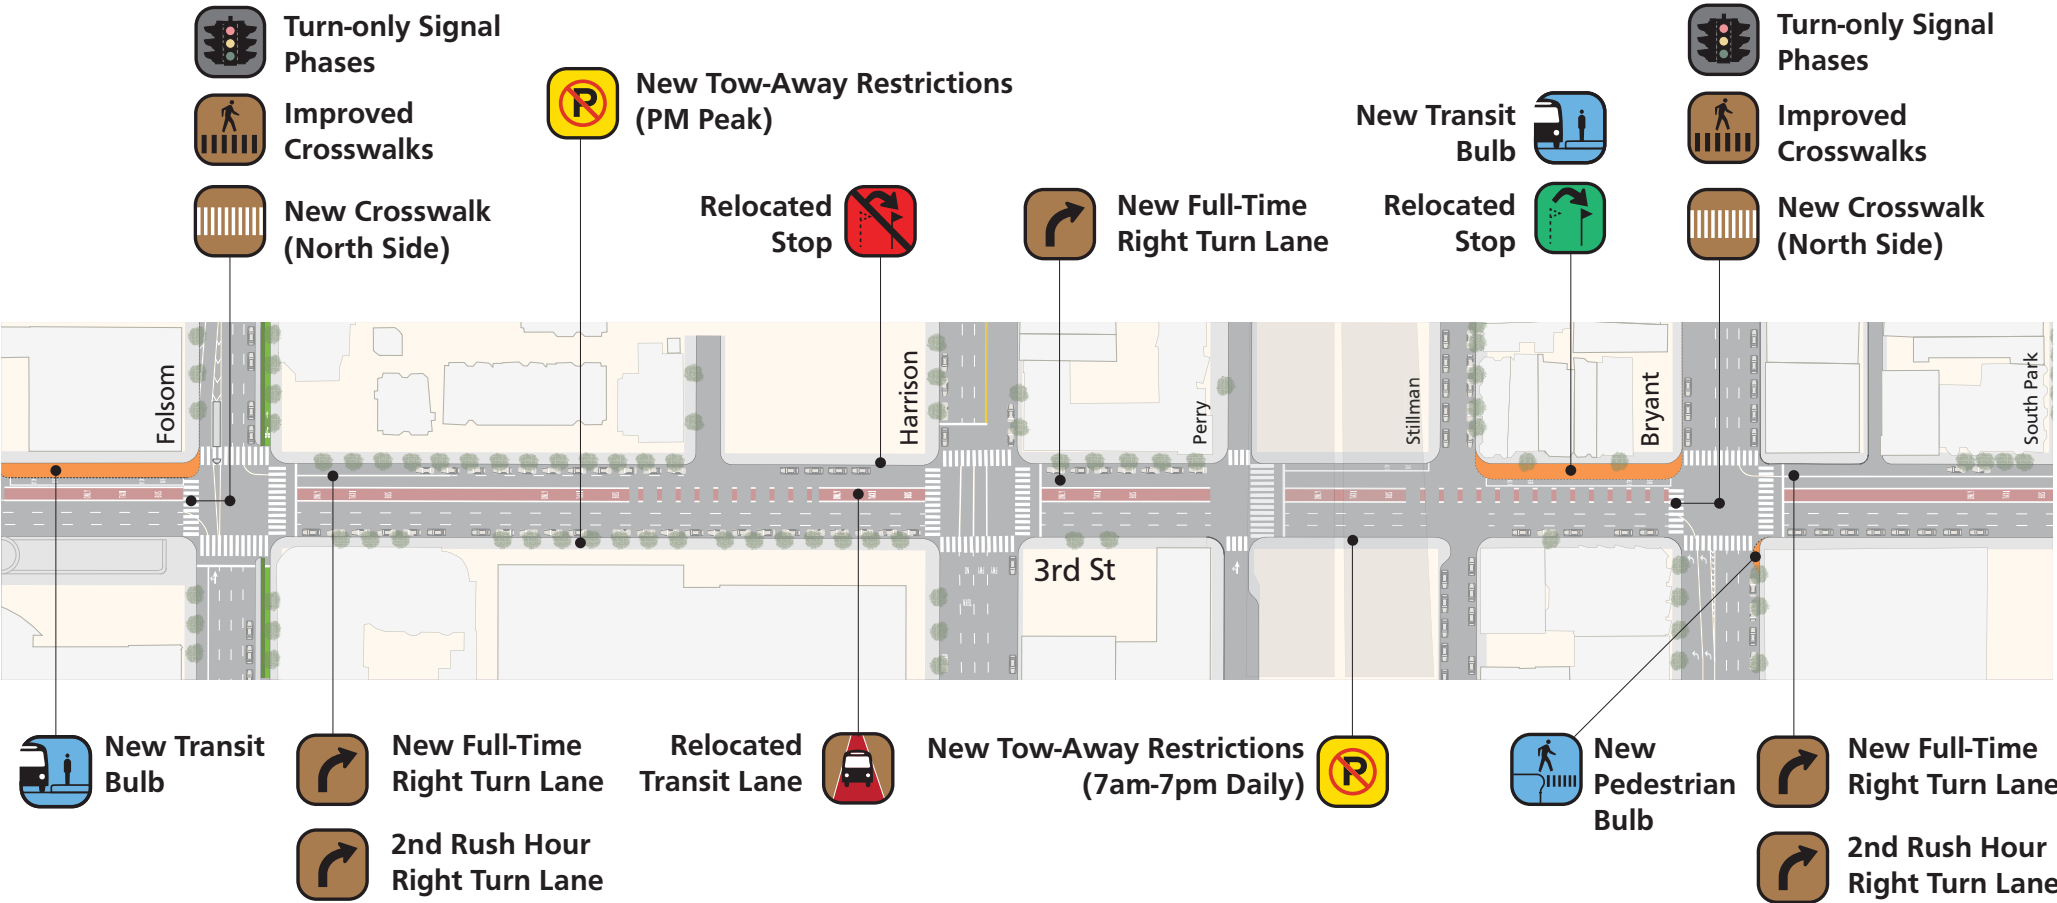 Turn-only Signal
Phases
Improved
Crosswalks
New Crosswalk
(North Side)
New Tow-Away Restrictions
(PM Peak)
Relocated
Stop
New Full-Time
Right Turn Lane
New Transit
Bulb
Relocated
Stop
Turn-only Signal
Phases
Improved
Crosswalks
New Crosswalk
(North Side)
Folsom
Harrison
Perry
Stillman
Bryant
South Park
3rd St
New Transit
Bulb
New Full-Time
Right Turn Lane
2nd Rush Hour
Right Turn Lane
Relocated
Transit Lane
New Tow-Away Restrictions
(7am-7pm Daily)
New
Pedestrian
Bulb
New Full-Time
Right Turn Lane
2nd Rush Hour
Right Turn Lane